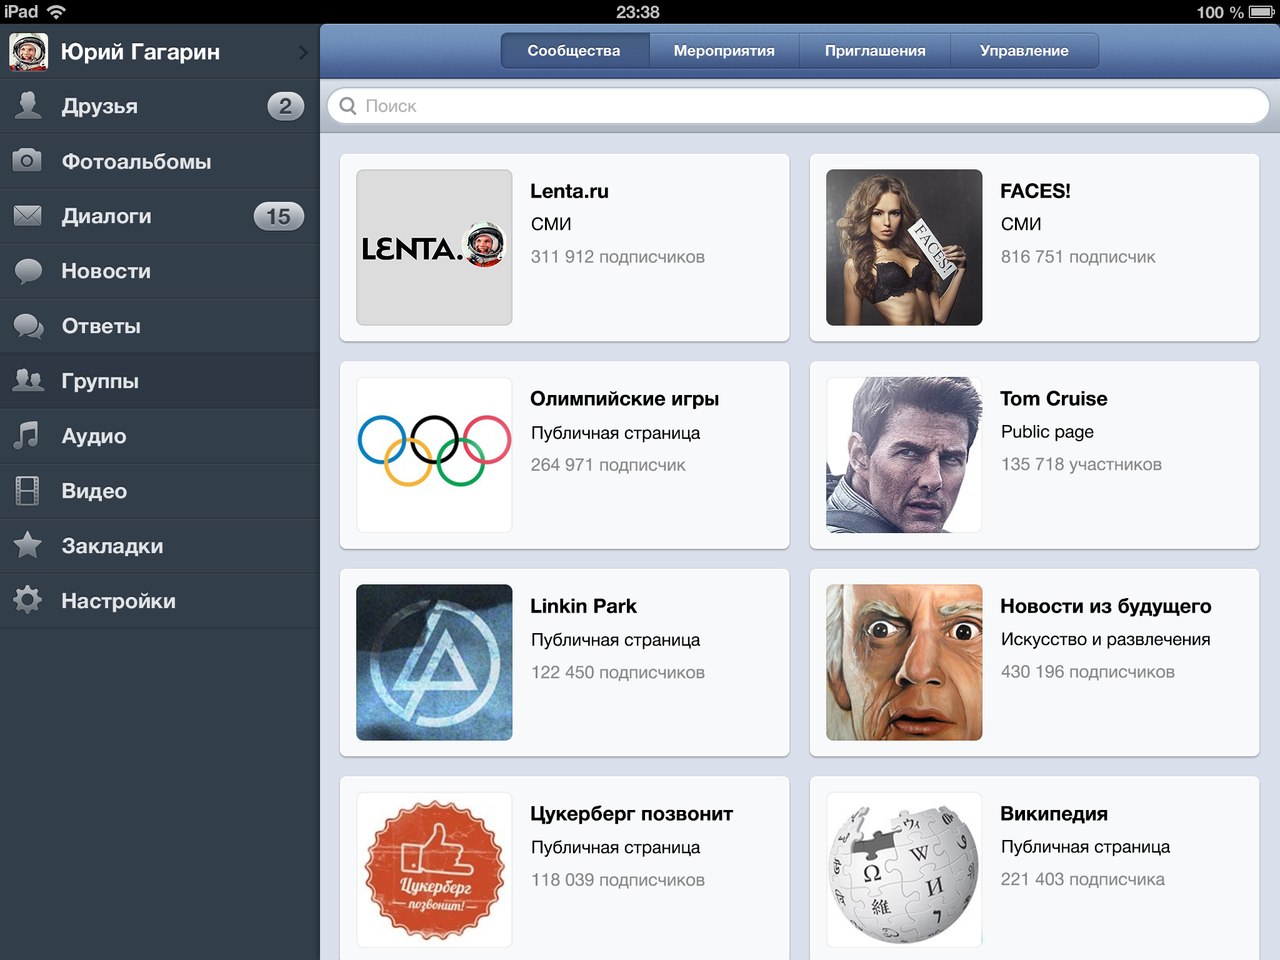 iPad
23:38
100 %
Юрий Гагарин
Друзья
2
Фотоальбомы
Диалоги
15
Новости
Ответы
Группы
Аудио
Видео
Закладки
Настройки
Сообщества
Мероприятия
Приглашения
Управление
Поиск
LENTA.
Lenta.ru
СМИ
311 912 подписчиков
FACES!
FACES!
СМИ
816 751 подписчик
Олимпийские игры
Публичная страница
264 971 подписчик
Tom Cruise
Public page
135 718 участников
Linkin Park
Публичная страница
122 450 подписчиков
Новости из будущего
Искусство и развлечения
430 196 подписчиков
Цукерберг
позвонит!
Цукерберг позвонит
Публичная страница
118 039 подписчиков
Ω W И 維
Википедия
Публичная страница
221 403 подписчика